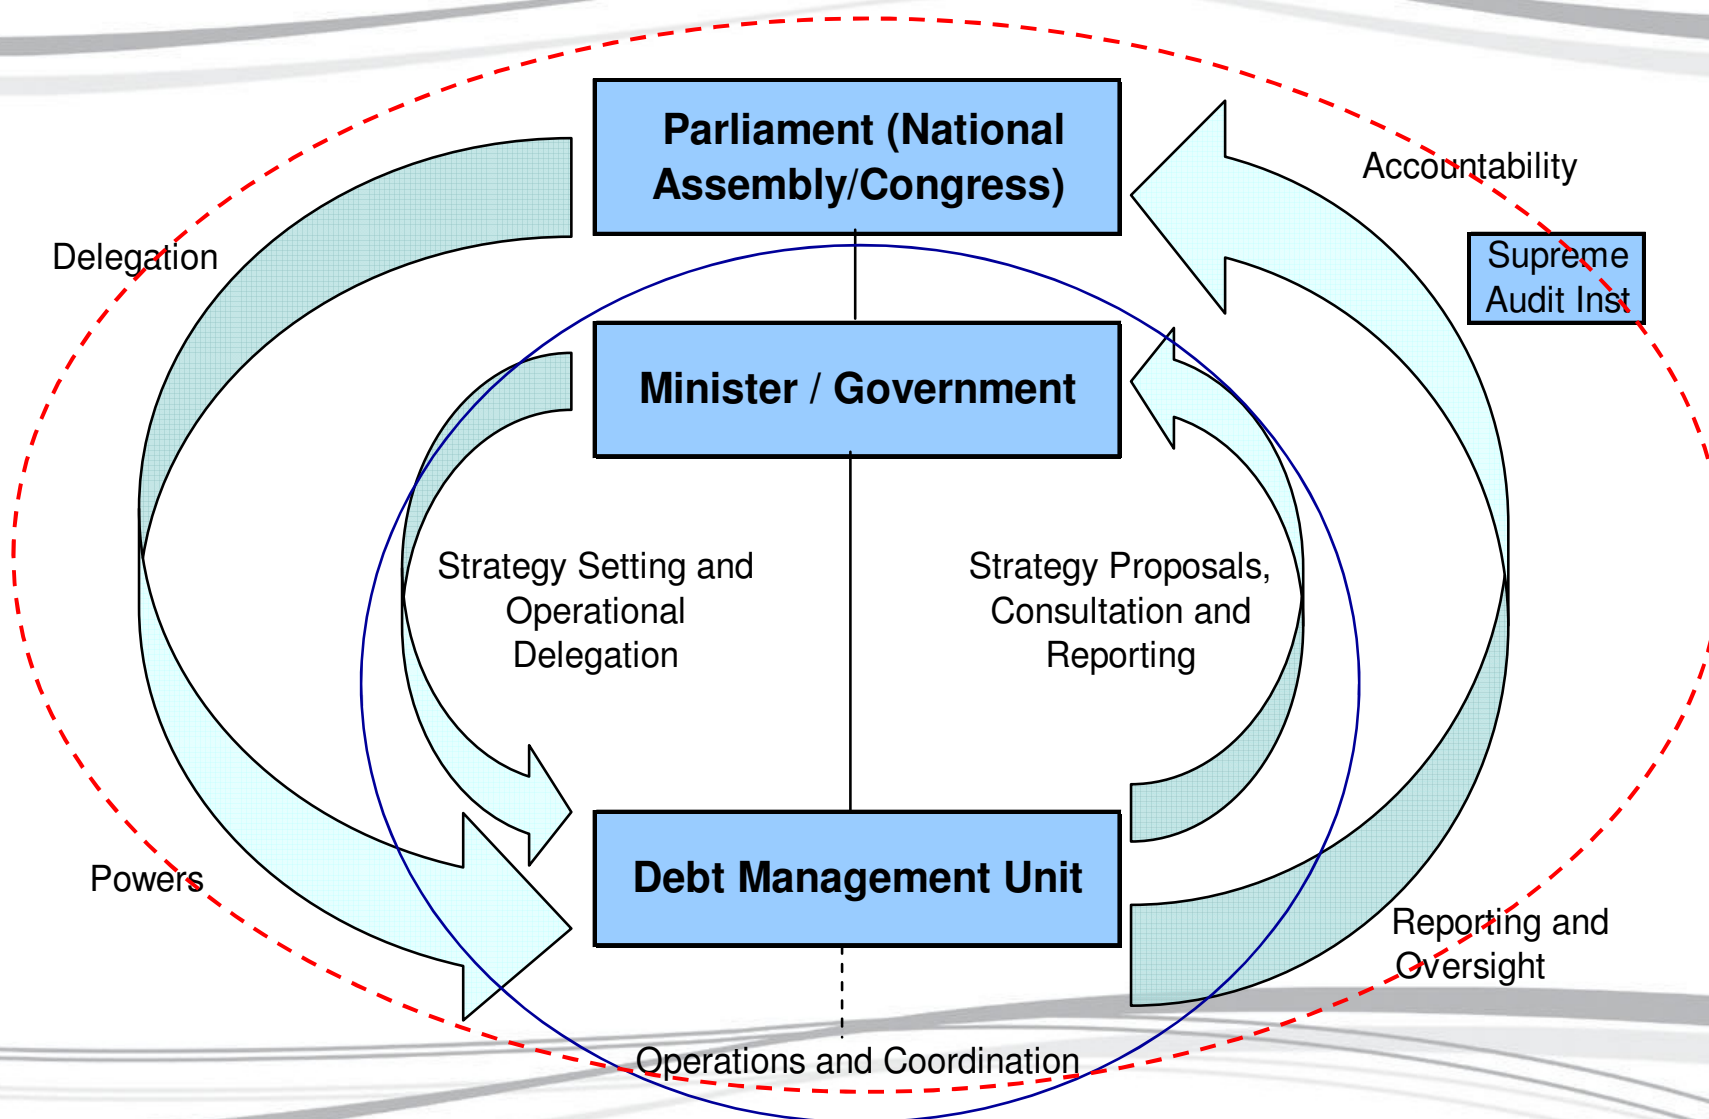 Parliament (National
Assembly/Congress)
Accountability
Delegation
Supreme
Audit Inst
Minister / Government
Strategy Setting and
Operational
Delegation
Strategy Proposals,
Consultation and
Reporting
Powers
Debt Management Unit
Reporting and
Oversight
Operations and Coordination